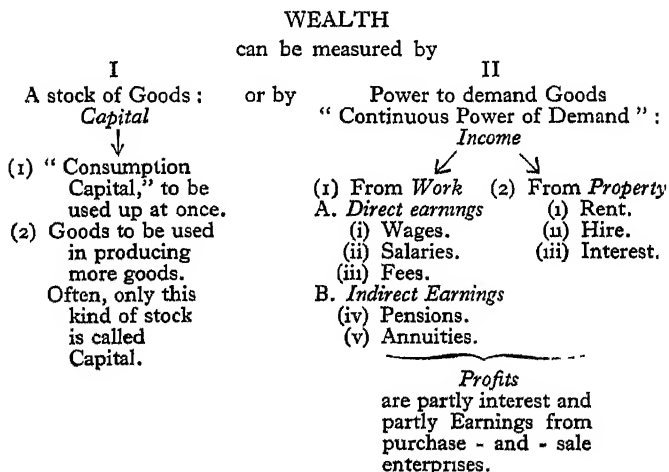 WEALTH
can be measured by
I
A stock of Goods :
Capital
(1) “ Consumption
Capital,” to be
used up at once.
(2) Goods to be used
in producing
more goods.
Often, only this
kind of stock
is called
Capital.
or by
II
Power to demand Goods
“ Continuous Power of Demand ” :
Income
(1) From Work
A. Direct earnings
(i) Wages.
(ii) Salaries.
(iii) Fees.
B. Indirect Earnings
(iv) Pensions.
(v) Annuities.
(2) From Property
(i) Rent.
(ii) Hire.
(iii) Interest.
Profits
are partly interest and
partly Earnings from
purchase - and - sale
enterprises.